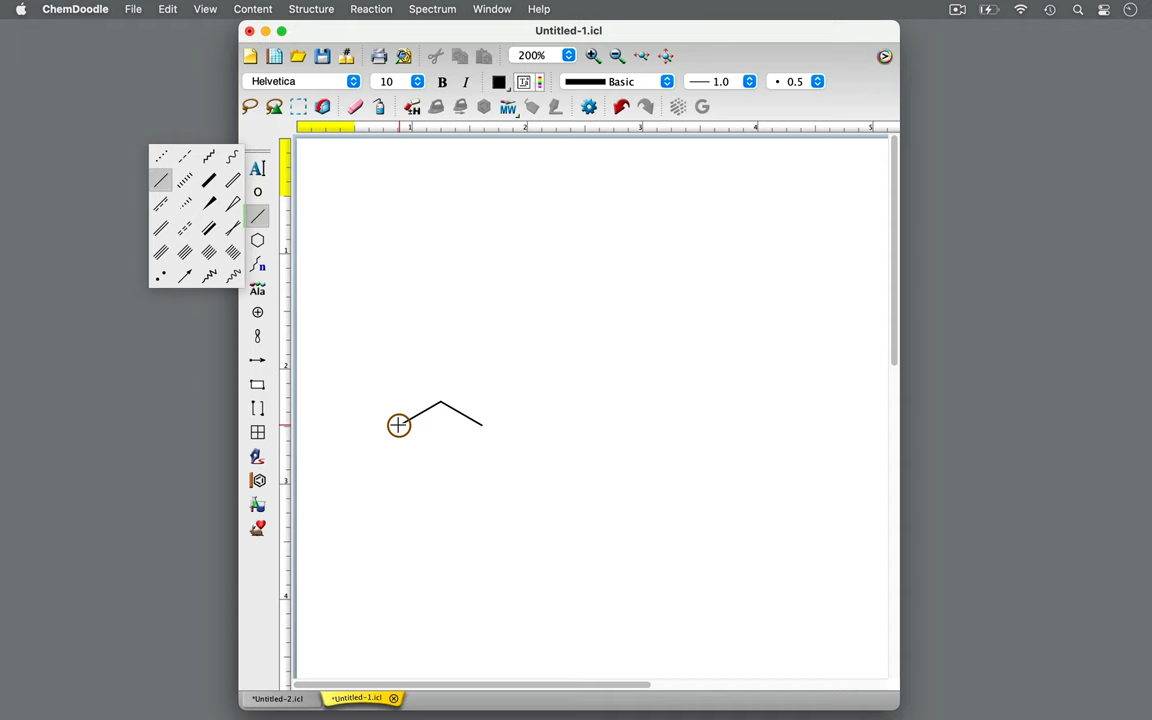 ChemDoodle File Edit View Content Structure Reaction Spectrum Window Help
Untitled-1.icl
200%
Helvetica 10 B I Basic 1.0 0.5
H MW G
1 2 3 4 5
A
O
1
n
Ala
2
3
4
*Untitled-2.icl *Untitled-1.icl